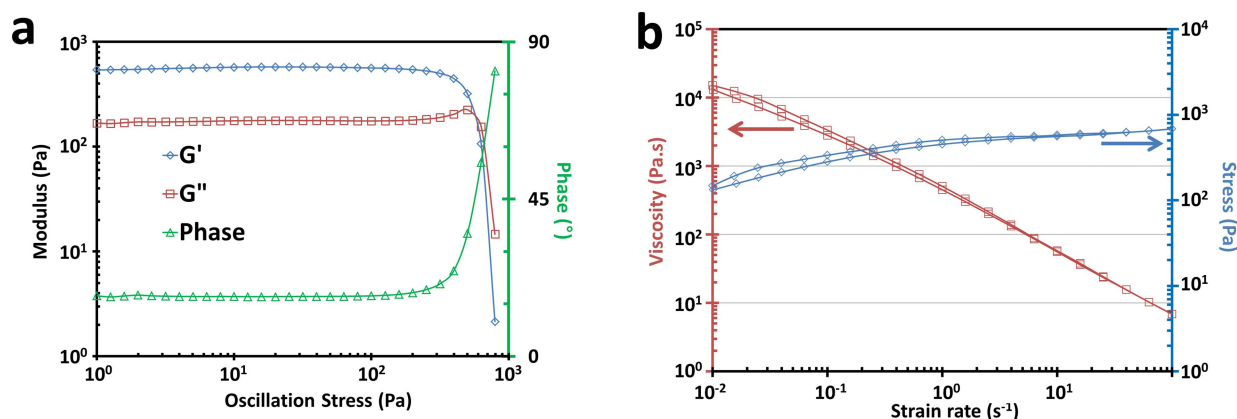 a
10³
10²
10¹
10⁰
Modulus (Pa)
G'
G"
Phase
90
45
0
Phase (°)
10⁰
10¹
10²
10³
Oscillation Stress (Pa)
b
10⁵
10⁴
10³
10²
10¹
10⁰
Viscosity (Pa.s)
10⁴
10³
10²
10¹
10⁰
Stress
(Pa)
10⁻²
10⁻¹
10⁰
10¹
Strain rate (s⁻¹)